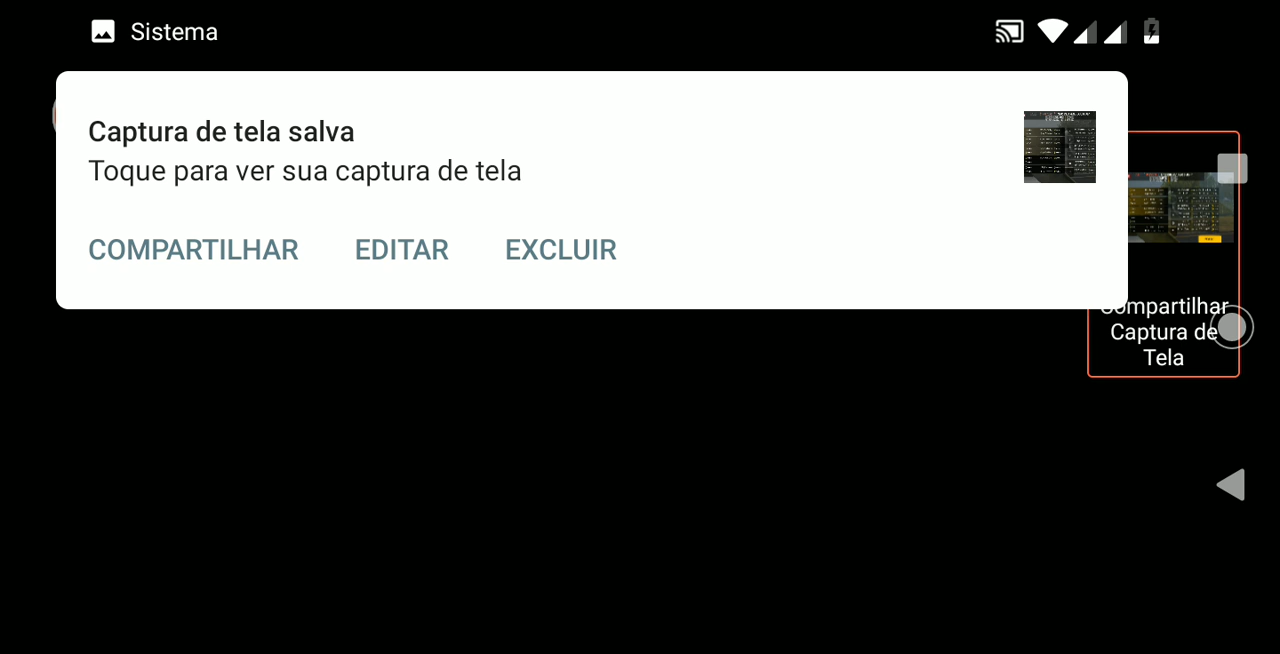 Sistema
Captura de tela salva
Toque para ver sua captura de tela
COMPARTILHAR EDITAR EXCLUIR
Compartilhar
Captura de
Tela